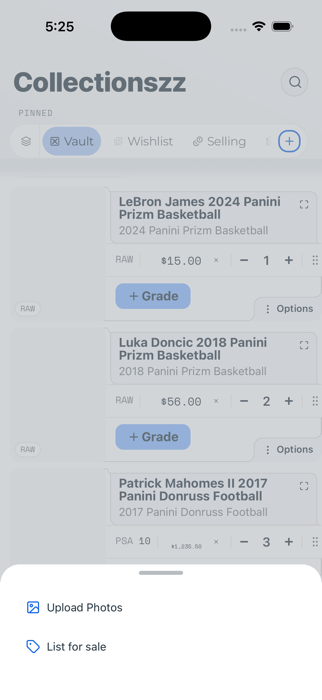 5:25
Collectionszz
PINNED
Vault Wishlist Selling
LeBron James 2024 Panini
Prizm Basketball
2024 Panini Prizm Basketball
RAW $15.00 × − 1 +
+ Grade
RAW
Options
Luka Doncic 2018 Panini
Prizm Basketball
2018 Panini Prizm Basketball
RAW $56.00 × − 2 +
+ Grade
RAW
Options
Patrick Mahomes II 2017
Panini Donruss Football
2017 Panini Donruss Football
PSA 10 × − 3 +
Upload Photos
List for sale